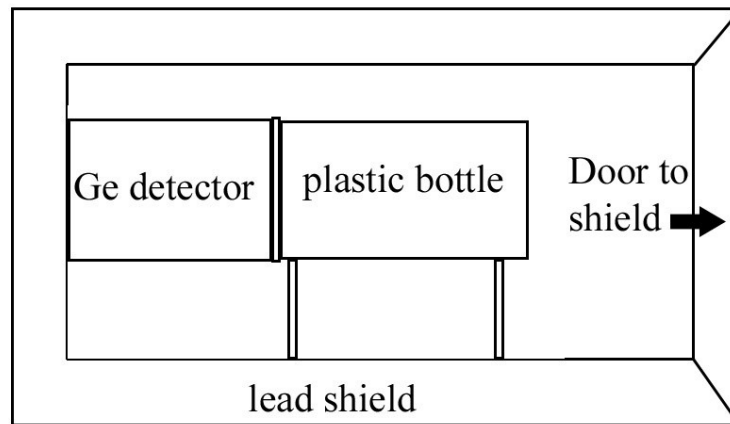 Ge detector
plastic bottle
Door to
shield
lead shield